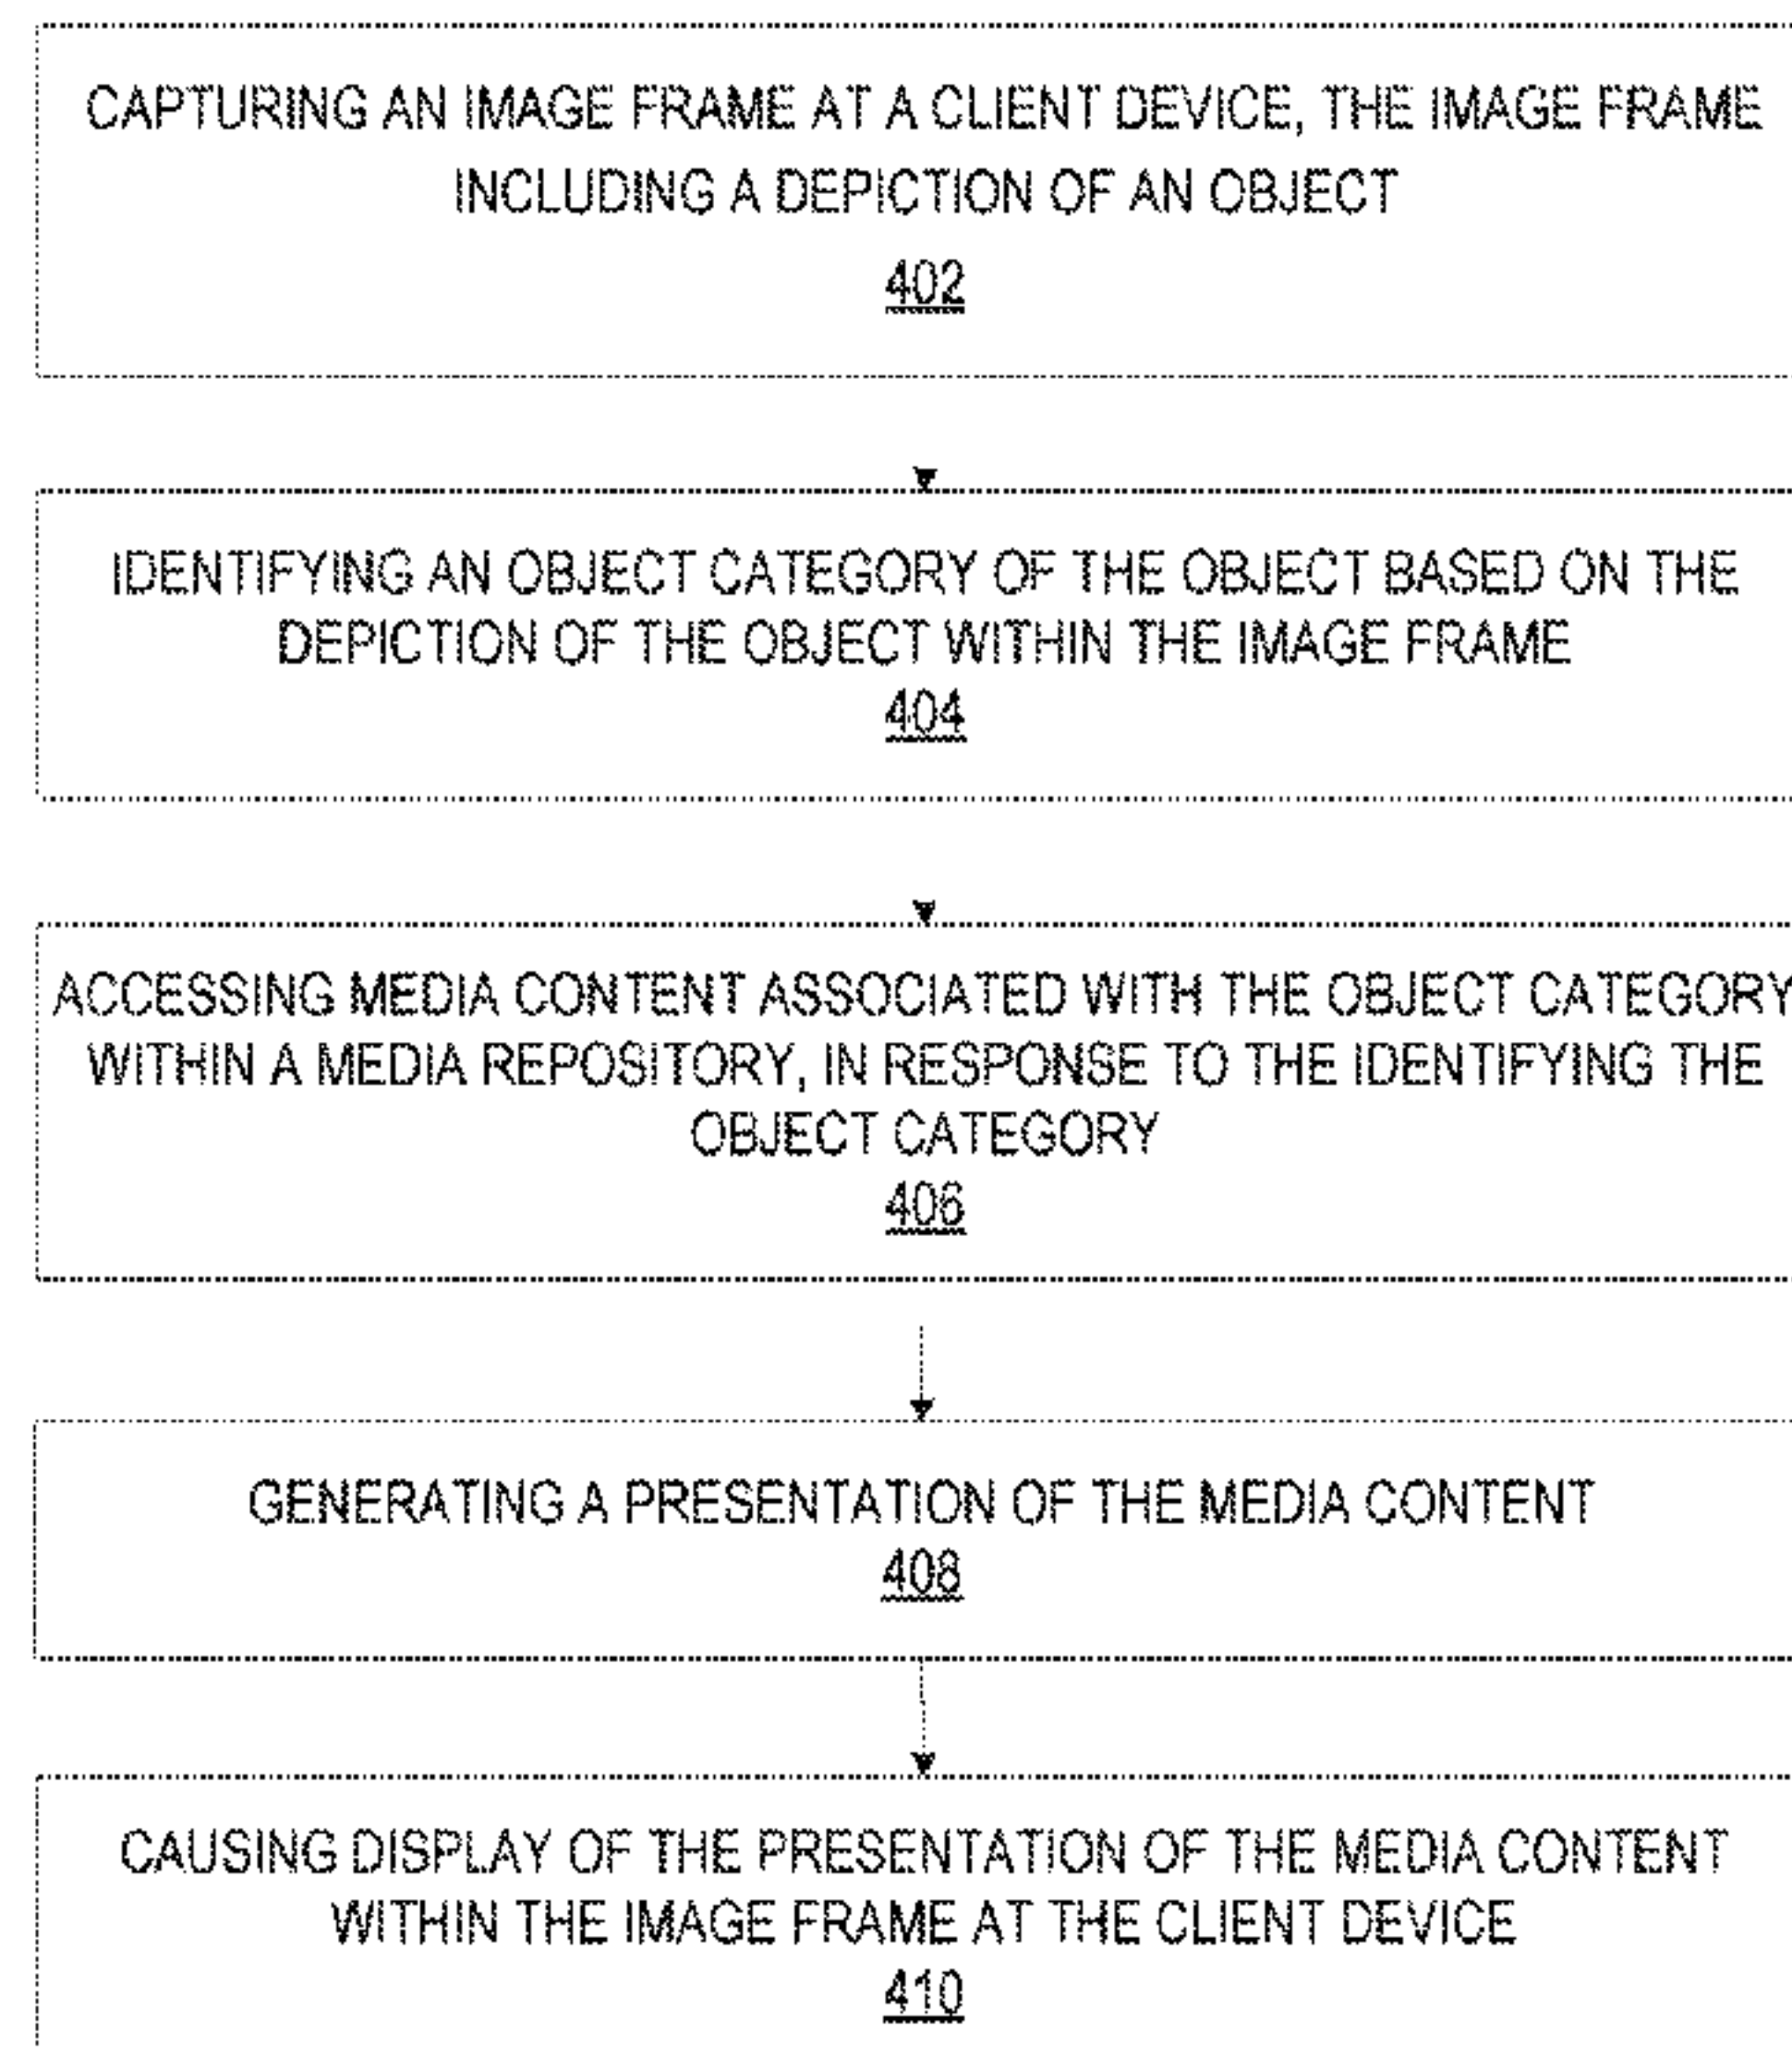 CAPTURING AN IMAGE FRAME AT A CLIENT DEVICE, THE IMAGE FRAME
INCLUDING A DEPICTION OF AN OBJECT
402
IDENTIFYING AN OBJECT CATEGORY OF THE OBJECT BASED ON THE
DEPICTION OF THE OBJECT WITHIN THE IMAGE FRAME
404
ACCESSING MEDIA CONTENT ASSOCIATED WITH THE OBJECT CATEGORY
WITHIN A MEDIA REPOSITORY, IN RESPONSE TO THE IDENTIFYING THE
OBJECT CATEGORY
406
GENERATING A PRESENTATION OF THE MEDIA CONTENT
408
CAUSING DISPLAY OF THE PRESENTATION OF THE MEDIA CONTENT
WITHIN THE IMAGE FRAME AT THE CLIENT DEVICE
410